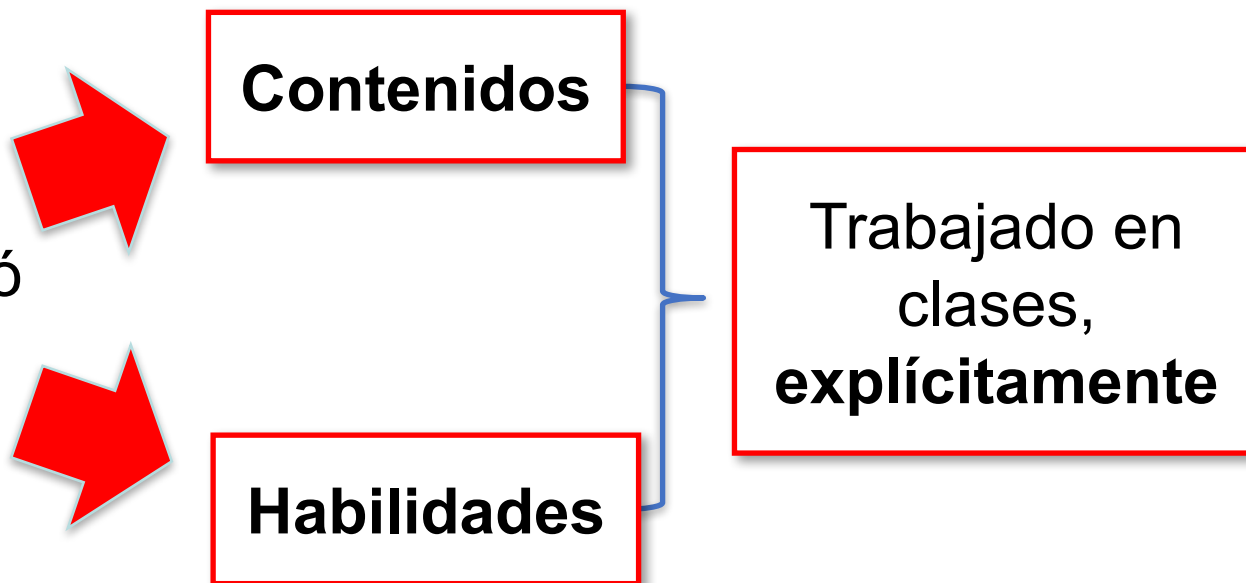 Contenidos
ó
Trabajado en
clases,
explícitamente
Habilidades